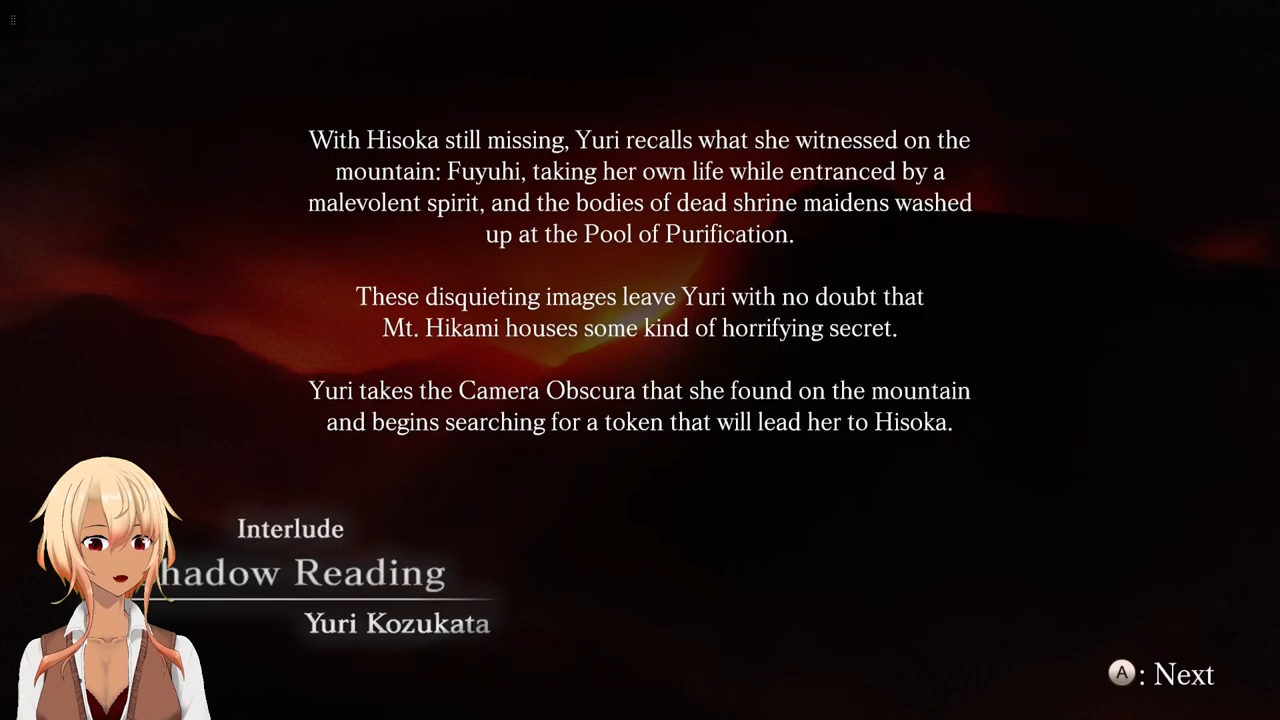 With Hisoka still missing, Yuri recalls what she witnessed on the
mountain: Fuyuhi, taking her own life while entranced by a
malevolent spirit, and the bodies of dead shrine maidens washed
up at the Pool of Purification.
These disquieting images leave Yuri with no doubt that
Mt. Hikami houses some kind of horrifying secret.
Yuri takes the Camera Obscura that she found on the mountain
and begins searching for a token that will lead her to Hisoka.
Interlude
hadow Reading
Yuri Kozukata
A : Next